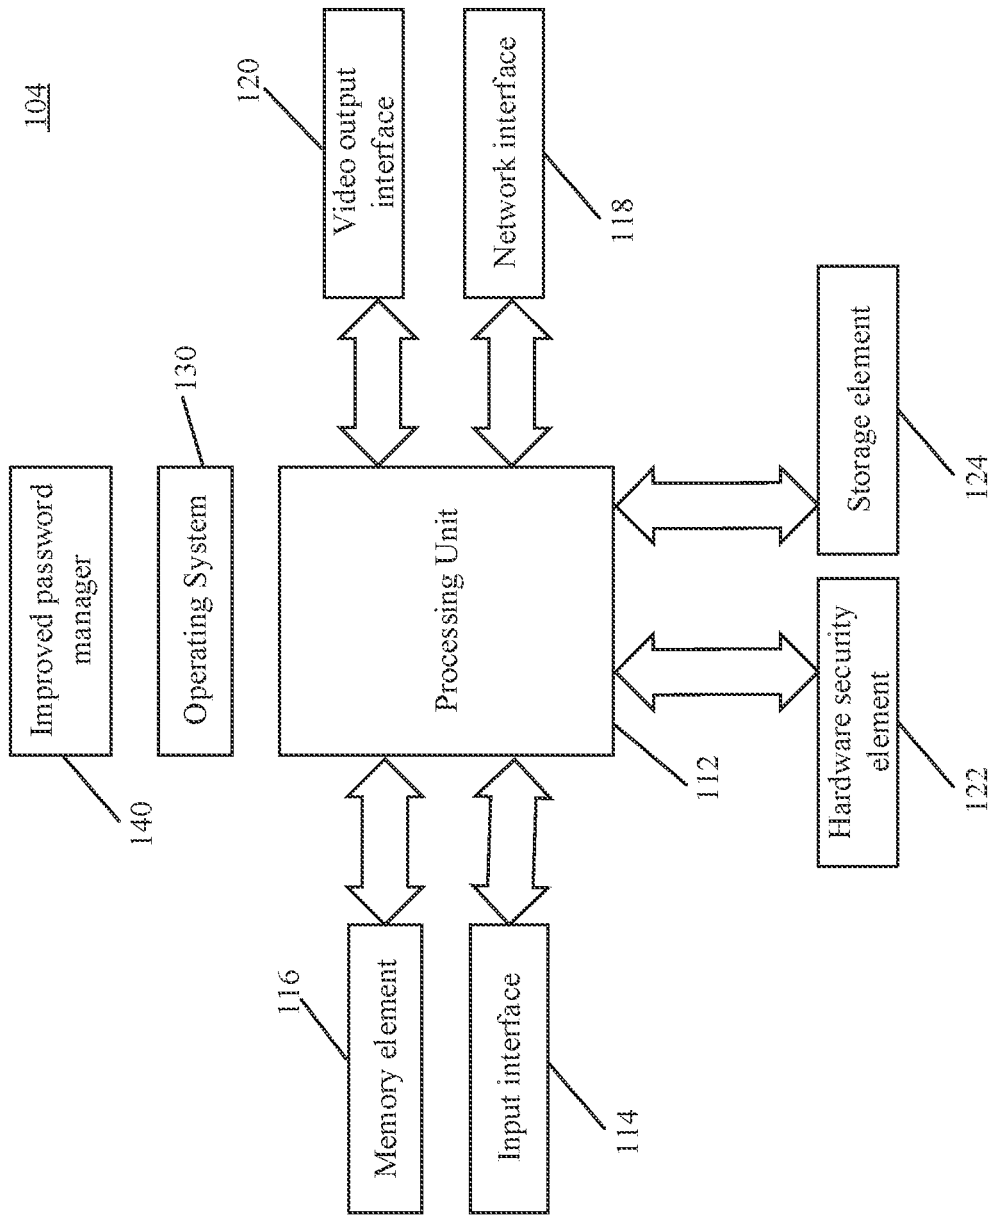 104
Improved password
manager
140
Operating System
130
Processing Unit
112
Memory element
116
Input interface
114
Video output
interface
120
Network interface
118
Hardware security
element
122
Storage element
124